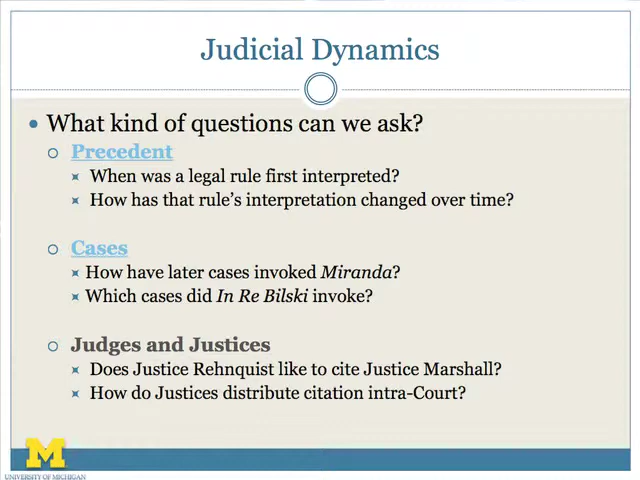 Judicial Dynamics
What kind of questions can we ask?
Precedent
When was a legal rule first interpreted?
How has that rule's interpretation changed over time?
Cases
How have later cases invoked Miranda?
Which cases did In Re Bilski invoke?
Judges and Justices
Does Justice Rehnquist like to cite Justice Marshall?
How do Justices distribute citation intra-Court?
M
UNIVERSITY OF MICHIGAN